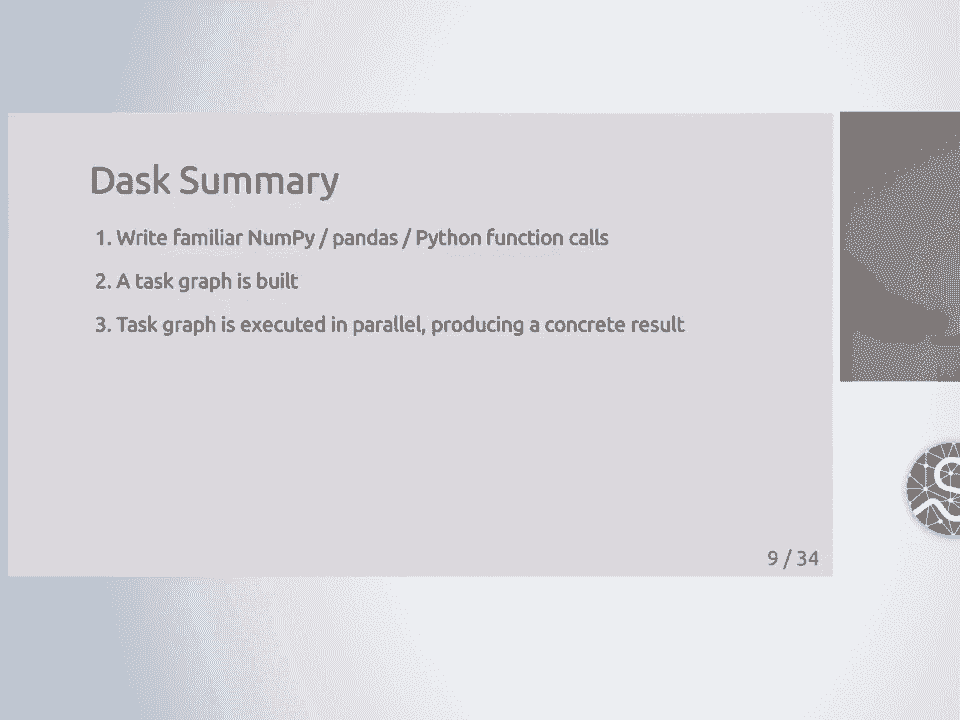 Dask Summary
1. Write familiar NumPy / pandas / Python function calls
2. A task graph is built
3. Task graph is executed in parallel, producing a concrete result
9 / 34